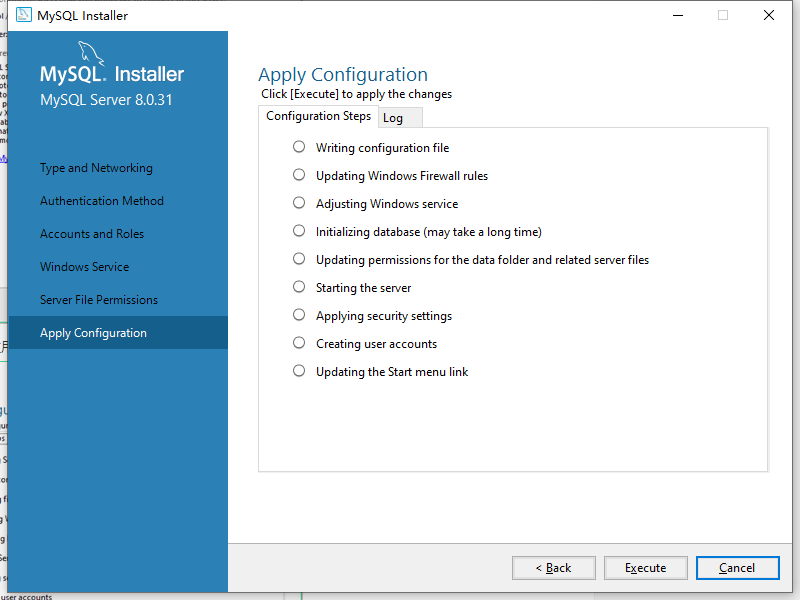 MySQL Installer
MySQL. Installer
MySQL Server 8.0.31
Type and Networking
Authentication Method
Accounts and Roles
Windows Service
Server File Permissions
Apply Configuration
Apply Configuration
Click [Execute] to apply the changes
Configuration Steps
Log
Writing configuration file
Updating Windows Firewall rules
Adjusting Windows service
Initializing database (may take a long time)
Updating permissions for the data folder and related server files
Starting the server
Applying security settings
Creating user accounts
Updating the Start menu link
< Back
Execute
Cancel
user accounts